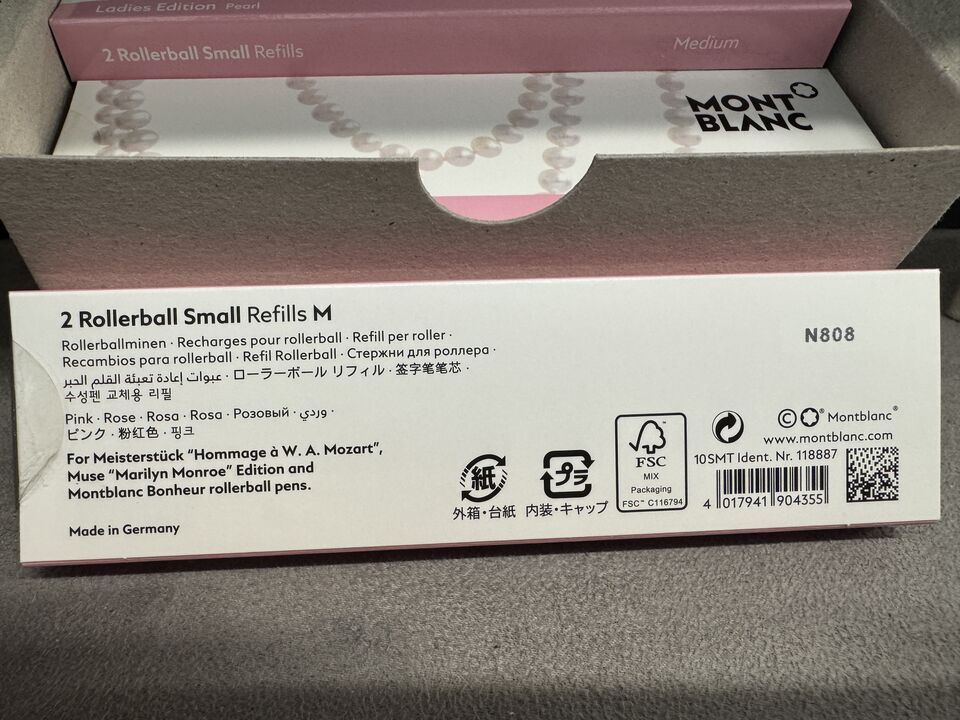 Ladies Edition Pearl
2 Rollerball Small Refills
Medium
MONT
BLANC
2 Rollerball Small Refills M
Rollerballminen · Recharges pour rollerball · Refill per roller ·
Recambios para rollerball · Refil Rollerball · Стержни для роллера ·
عبوات إعادة تعبئة القلم الحبر · ローラーボール リフィル · 签字笔笔芯 ·
수성펜 교체용 리필
N808
Pink · Rose · Rosa · Rosa · Розовый · وردي ·
ピンク · 粉红色 · 핑크
For Meisterstück “Hommage à W. A. Mozart”,
Muse “Marilyn Monroe” Edition and
Montblanc Bonheur rollerball pens.
Made in Germany
紙
外箱・台紙
プラ
内装・キャップ
FSC
MIX
Packaging
FSC™ C116794
© ® Montblanc®
www.montblanc.com
10SMT Ident. Nr. 118887
4 017941 904355